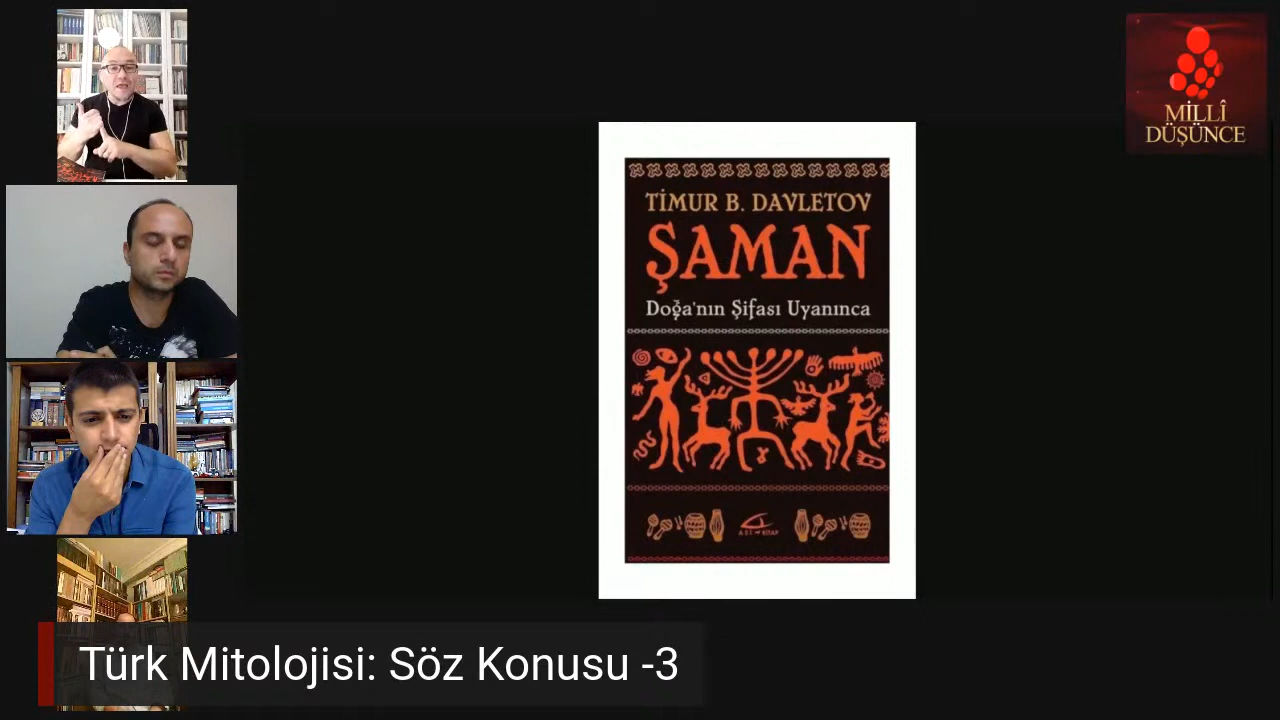 MİLLÎ
DÜŞÜNCE
TİMUR B. DAVLETOV
ŞAMAN
Doğa'nın Şifası Uyanınca
Türk Mitolojisi: Söz Konusu -3